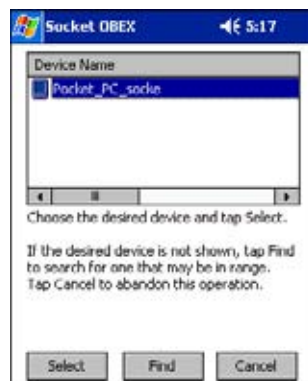 Socket OBEX 5:17
Device Name
Pocket_PC_socke
Choose the desired device and tap Select.
If the desired device is not shown, tap Find
to search for one that may be in range.
Tap Cancel to abandon this operation.
Select Find Cancel